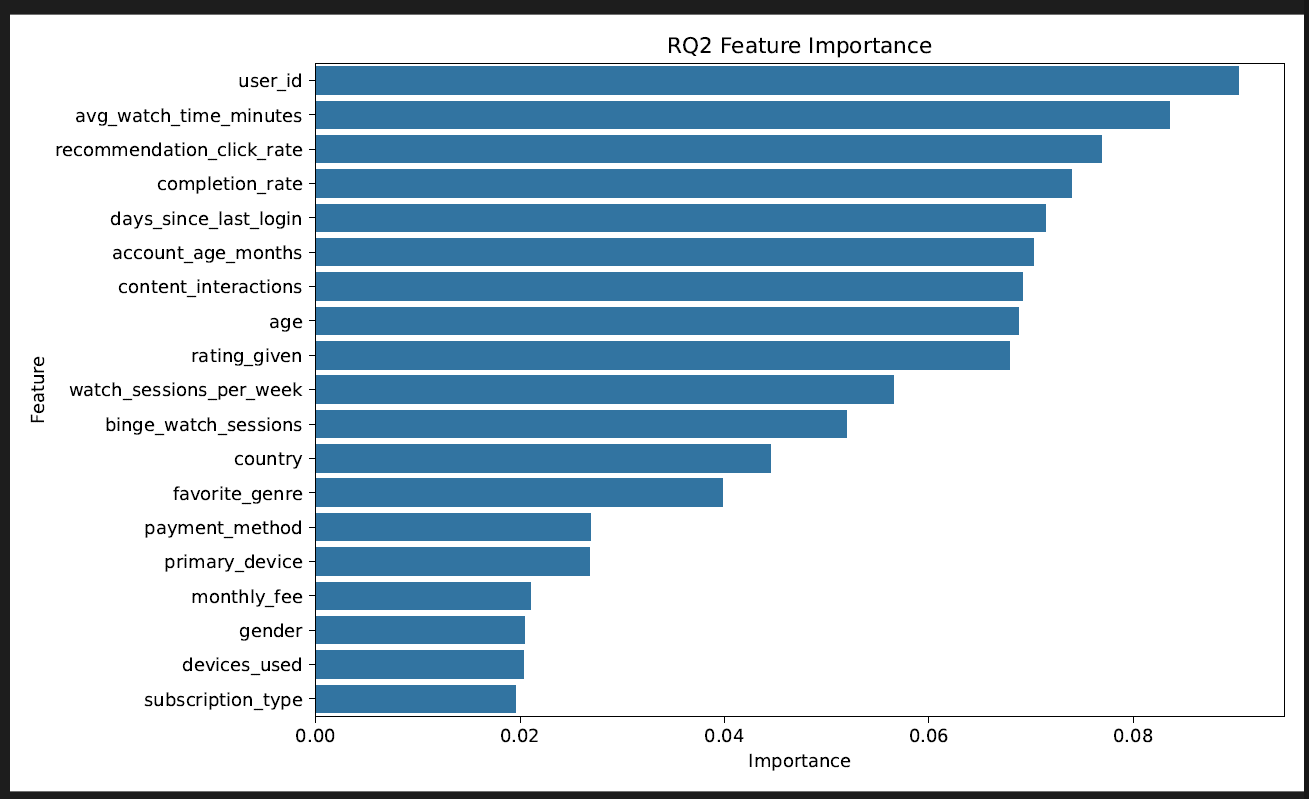 RQ2 Feature Importance
user_id
avg_watch_time_minutes
recommendation_click_rate
completion_rate
days_since_last_login
account_age_months
content_interactions
age
rating_given
watch_sessions_per_week
binge_watch_sessions
country
favorite_genre
payment_method
primary_device
monthly_fee
gender
devices_used
subscription_type
Feature
0.00 0.02 0.04 0.06 0.08
Importance